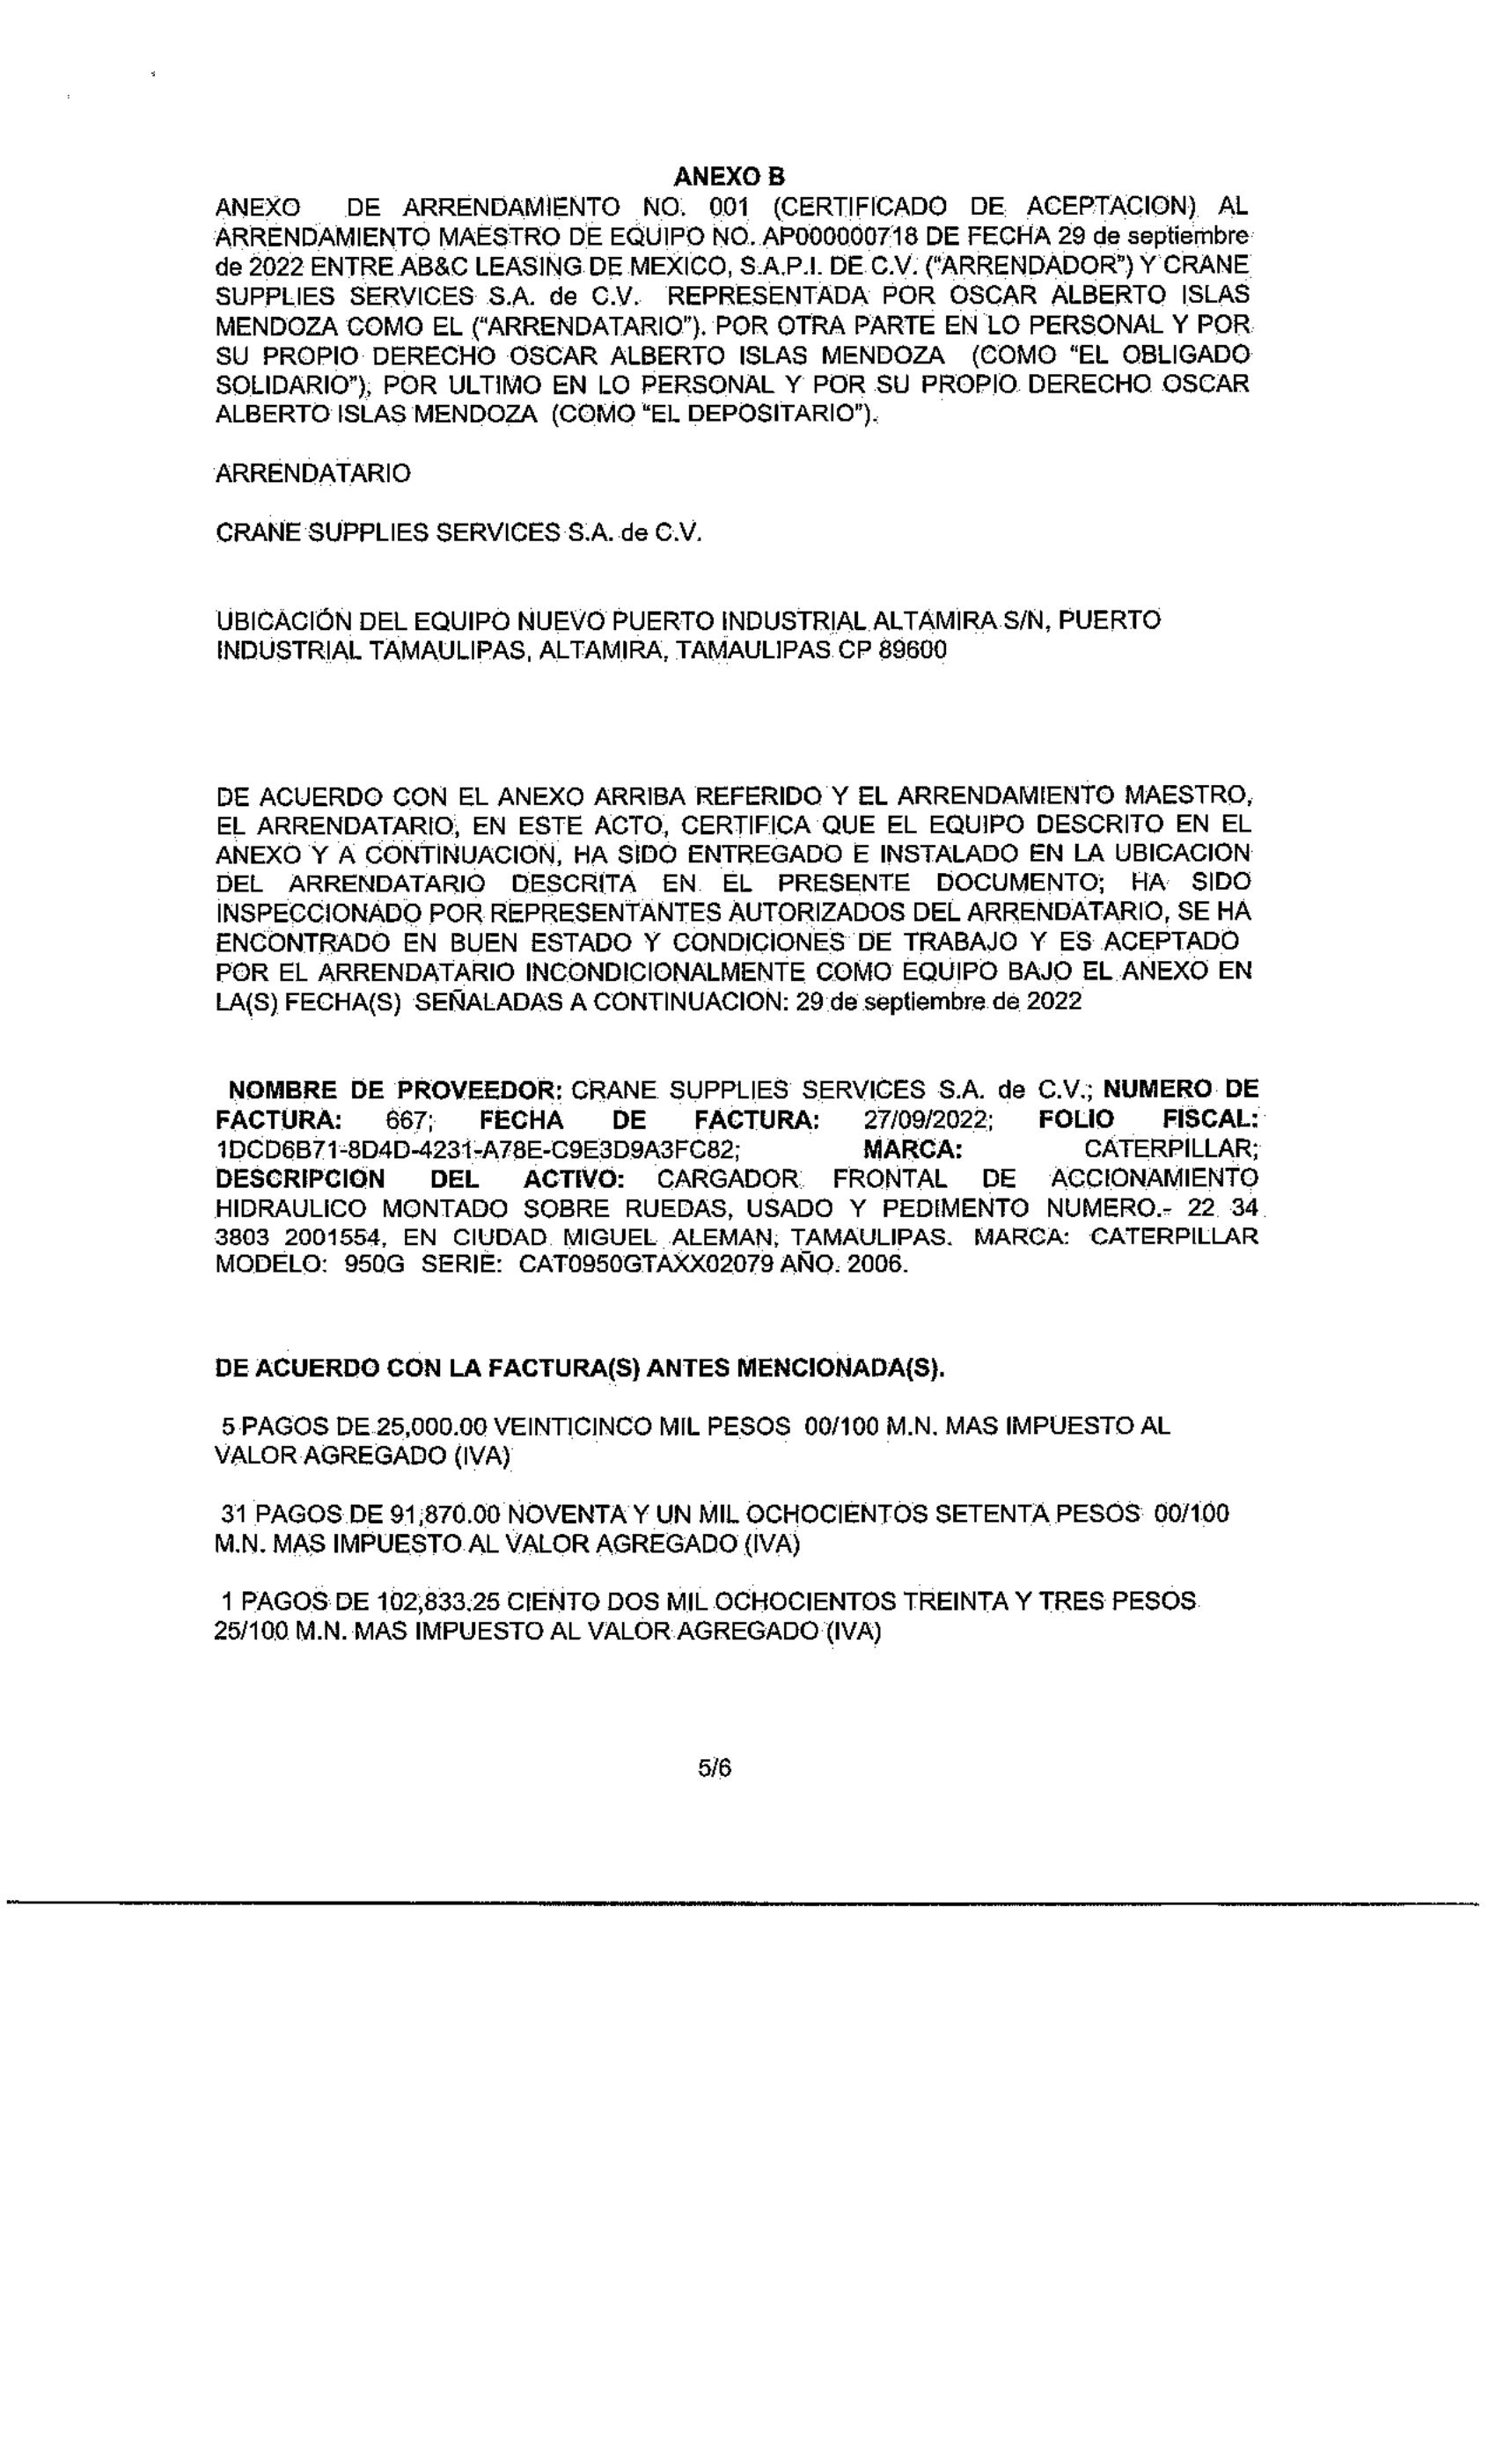 ANEXO B
ANEXO DE ARRENDAMIENTO NO. 001 (CERTIFICADO DE ACEPTACION) AL
ARRENDAMIENTO MAESTRO DE EQUIPO NO. AP000000718 DE FECHA 29 de septiembre
de 2022 ENTRE AB&C LEASING DE MEXICO, S.A.P.I. DE C.V. ("ARRENDADOR") Y CRANE
SUPPLIES SERVICES S.A. de C.V. REPRESENTADA POR OSCAR ALBERTO ISLAS
MENDOZA COMO EL ("ARRENDATARIO"). POR OTRA PARTE EN LO PERSONAL Y POR
SU PROPIO DERECHO OSCAR ALBERTO ISLAS MENDOZA (COMO "EL OBLIGADO
SOLIDARIO"), POR ULTIMO EN LO PERSONAL Y POR SU PROPIO DERECHO OSCAR
ALBERTO ISLAS MENDOZA (COMO "EL DEPOSITARIO").
ARRENDATARIO
CRANE SUPPLIES SERVICES S.A. de C.V.
UBICACIÓN DEL EQUIPO NUEVO PUERTO INDUSTRIAL ALTAMIRA S/N, PUERTO
INDUSTRIAL TAMAULIPAS, ALTAMIRA, TAMAULIPAS CP 89600
DE ACUERDO CON EL ANEXO ARRIBA REFERIDO Y EL ARRENDAMIENTO MAESTRO,
EL ARRENDATARIO, EN ESTE ACTO, CERTIFICA QUE EL EQUIPO DESCRITO EN EL
ANEXO Y A CONTINUACION, HA SIDO ENTREGADO E INSTALADO EN LA UBICACION
DEL ARRENDATARIO DESCRITA EN EL PRESENTE DOCUMENTO; HA SIDO
INSPECCIONADO POR REPRESENTANTES AUTORIZADOS DEL ARRENDATARIO, SE HA
ENCONTRADO EN BUEN ESTADO Y CONDICIONES DE TRABAJO Y ES ACEPTADO
POR EL ARRENDATARIO INCONDICIONALMENTE COMO EQUIPO BAJO EL ANEXO EN
LA(S) FECHA(S) SEÑALADAS A CONTINUACION: 29 de septiembre de 2022
NOMBRE DE PROVEEDOR: CRANE SUPPLIES SERVICES S.A. de C.V.; NUMERO DE
FACTURA: 667; FECHA DE FACTURA: 27/09/2022; FOLIO FISCAL:
1DCD6B71-8D4D-4231-A78E-C9E3D9A3FC82; MARCA: CATERPILLAR;
DESCRIPCION DEL ACTIVO: CARGADOR FRONTAL DE ACCIONAMIENTO
HIDRAULICO MONTADO SOBRE RUEDAS, USADO Y PEDIMENTO NUMERO.- 22 34
3803 2001554, EN CIUDAD MIGUEL ALEMAN, TAMAULIPAS. MARCA: CATERPILLAR
MODELO: 950G SERIE: CAT0950GTAXX02079 AÑO. 2006.
DE ACUERDO CON LA FACTURA(S) ANTES MENCIONADA(S).
5 PAGOS DE 25,000.00 VEINTICINCO MIL PESOS 00/100 M.N. MAS IMPUESTO AL
VALOR AGREGADO (IVA)
31 PAGOS DE 91,870.00 NOVENTA Y UN MIL OCHOCIENTOS SETENTA PESOS 00/100
M.N. MAS IMPUESTO AL VALOR AGREGADO (IVA)
1 PAGOS DE 102,833.25 CIENTO DOS MIL OCHOCIENTOS TREINTA Y TRES PESOS
25/100 M.N. MAS IMPUESTO AL VALOR AGREGADO (IVA)
5/6